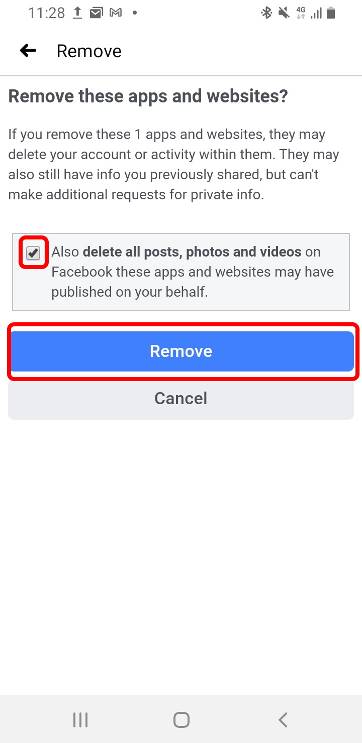 11:28
4G
Remove
Remove these apps and websites?
If you remove these 1 apps and websites, they may
delete your account or activity within them. They may
also still have info you previously shared, but can't
make additional requests for private info.
Also delete all posts, photos and videos on
Facebook these apps and websites may have
published on your behalf.
Remove
Cancel